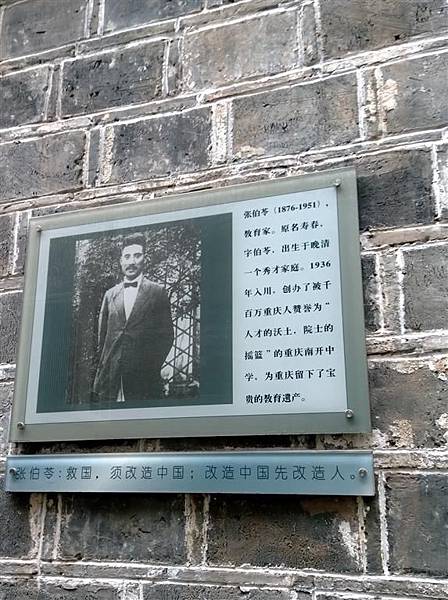 张伯苓（1876-1951），
教育家。原名寿春，
字伯苓，出生于晚清
一个秀才家庭。1936
年入川，创办了被千
百万重庆人赞誉为"
人才的沃土，院士的
摇篮"的重庆南开中
学，为重庆留下了宝
贵的教育遗产。
张伯苓：救国，须改造中国；改造中国先改造人。